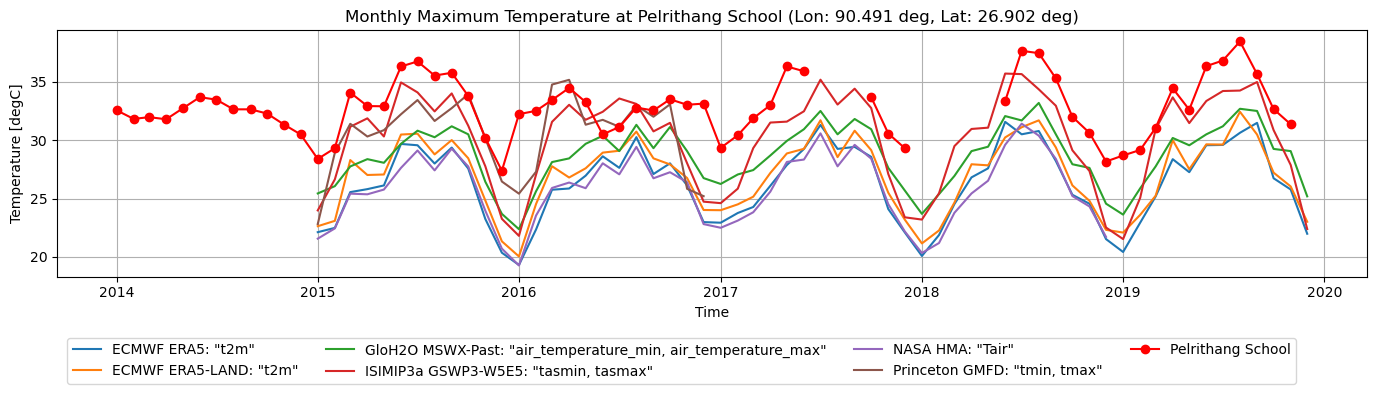 Monthly Maximum Temperature at Pelrithang School (Lon: 90.491 deg, Lat: 26.902 deg)
Temperature [degC]
35
30
25
20
2014 2015 2016 2017 2018 2019 2020
Time
ECMWF ERA5: "t2m" GloH2O MSWX-Past: "air_temperature_min, air_temperature_max" NASA HMA: "Tair" Pelrithang School
ECMWF ERA5-LAND: "t2m" ISIMIP3a GSWP3-W5E5: "tasmin, tasmax" Princeton GMFD: "tmin, tmax"